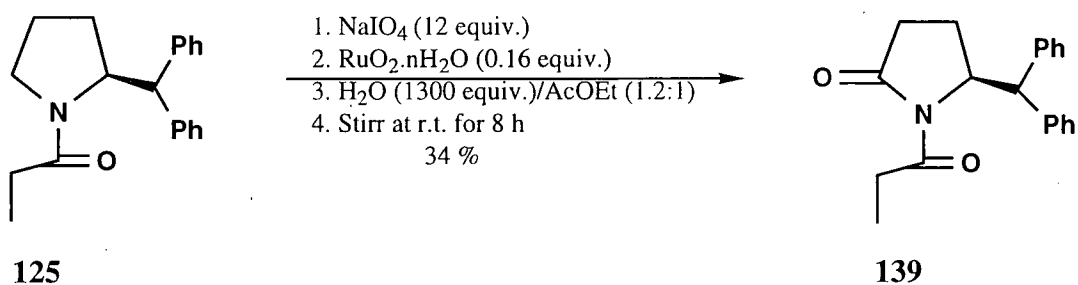 1. NaIO₄ (12 equiv.)
2. RuO₂.nH₂O (0.16 equiv.)
3. H₂O (1300 equiv.)/AcOEt (1.2:1)
4. Stirr at r.t. for 8 h
34 %
Ph
Ph
N
O
125
O
Ph
Ph
N
O
139